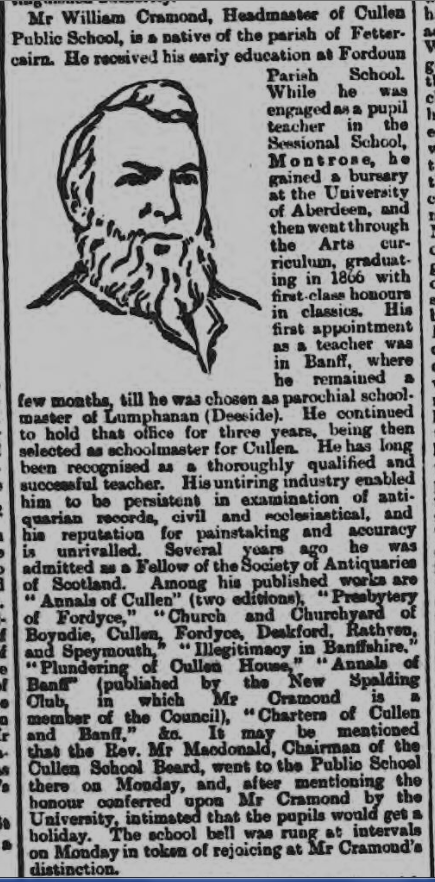 Mr William Cramond, Headmaster of Cullen
Public School, is a native of the parish of Fetter-
cairn. He received his early education at Fordoun
Parish School.
While he was
engaged as a pupil
teacher in the
Sessional School,
Montrose, he
gained a bursary
at the University
of Aberdeen, and
then went through
the Arts cur-
riculum, graduat-
ing in 1866 with
first-class honours
in classics. His
first appointment
as a teacher was
in Banff, where
he remained a
few months, till he was chosen as parochial school-
master of Lumphanan (Deeside). He continued
to hold that office for three years, being then
selected as schoolmaster for Cullen. He has long
been recognised as a thoroughly qualified and
successful teacher. His untiring industry enabled
him to be persistent in examination of anti-
quarian records, civil and ecclesiastical, and
his reputation for painstaking and accuracy
is unrivalled. Several years ago he was
admitted as a Fellow of the Society of Antiquaries
of Scotland. Among his published works are
"Annals of Cullen" (two editions), "Presbytery
of Fordyce," "Church and Churchyard of
Boyndie, Cullen, Fordyce, Deskford, Rathven,
and Speymouth," "Illegitimacy in Banffshire,"
"Plundering of Cullen House," "Annals of
Banff" (published by the New Spalding
Club, in which Mr Cramond is a
member of the Council), "Charters of Cullen
and Banff," &c. It may be mentioned
that the Rev. Mr Macdonald, Chairman of the
Cullen School Board, went to the Public School
there on Monday, and, after mentioning the
honour conferred upon Mr Cramond by the
University, intimated that the pupils would get a
holiday. The school bell was rung at intervals
on Monday in token of rejoicing at Mr Cramond's
distinction.